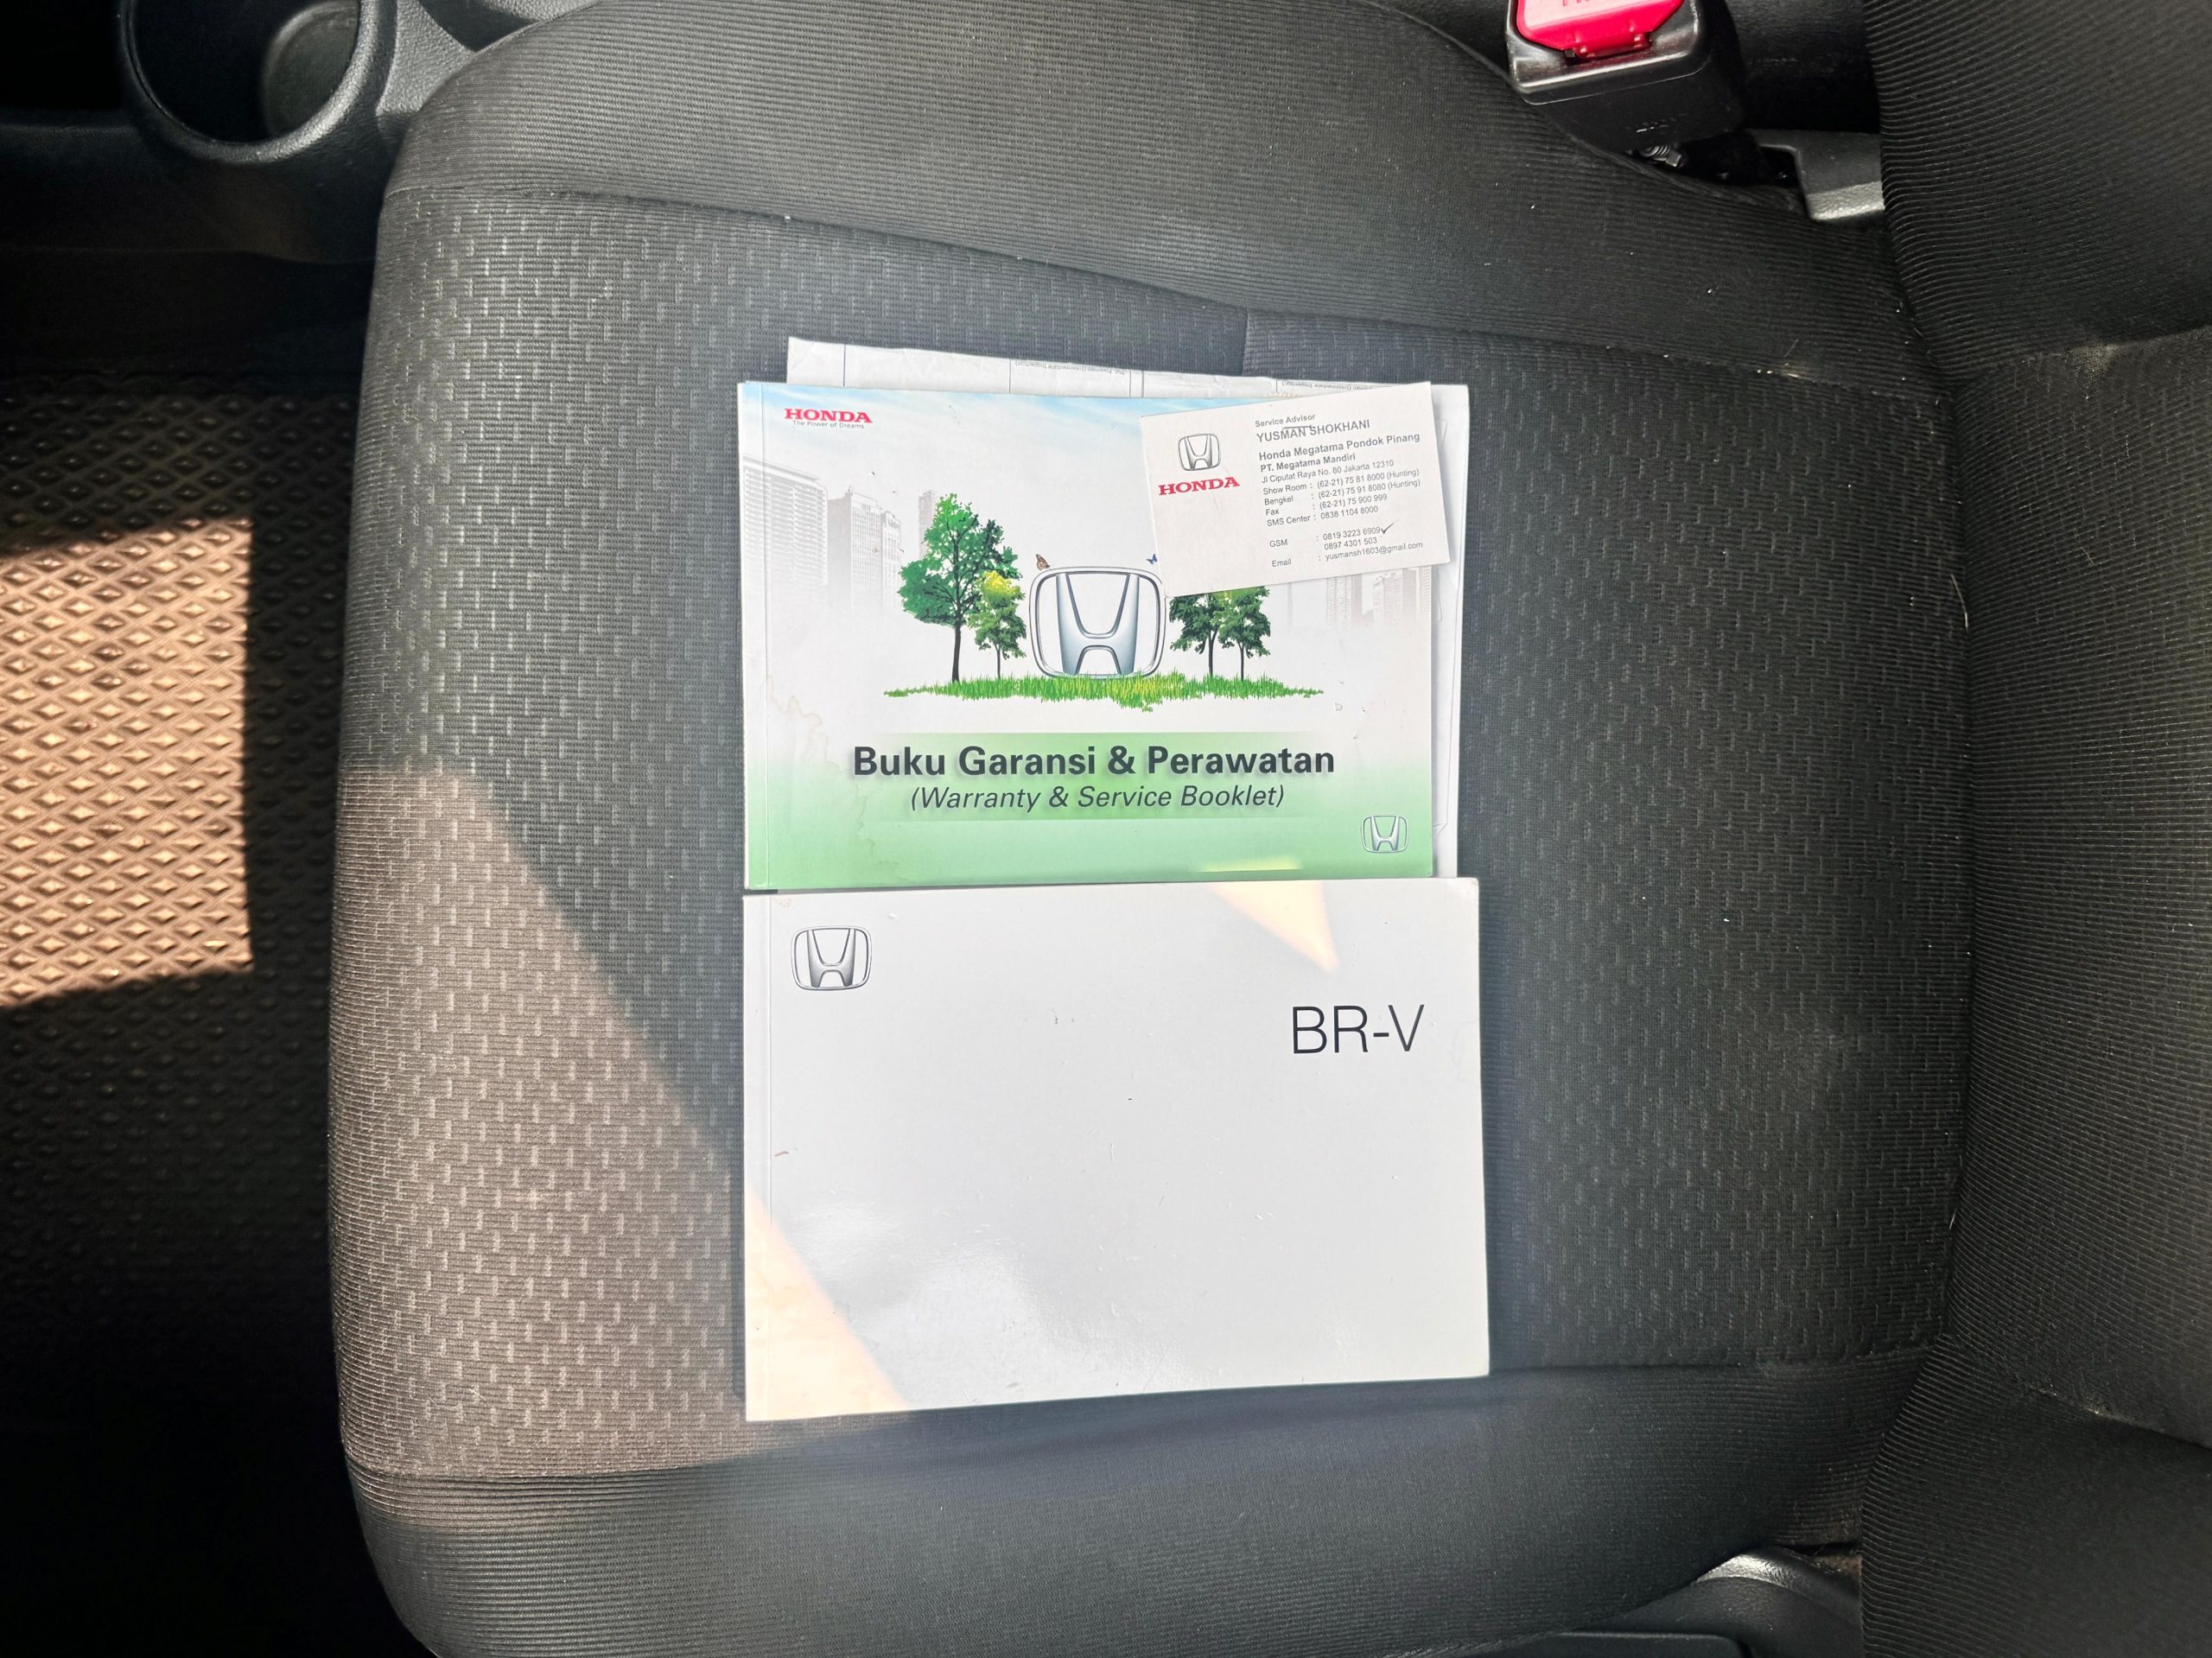 HONDA
The Power of Dreams
Service Advisor
YUSMAN SHOKHANI
Honda Megatama Pondok Pinang
PT. Megatama Mandiri
Jl Ciputat Raya No. 80 Jakarta 12310
Show Room : (62-21) 75 81 8000 (Hunting)
Bengkel : (62-21) 75 91 8080 (Hunting)
Fax : (62-21) 75 900 999
SMS Center : 0838 1104 8000
GSM : 0819 3223 6909
0897 4301 503
Email : yusmansh1603@gmail.com
HONDA
Buku Garansi & Perawatan
(Warranty & Service Booklet)
BR-V